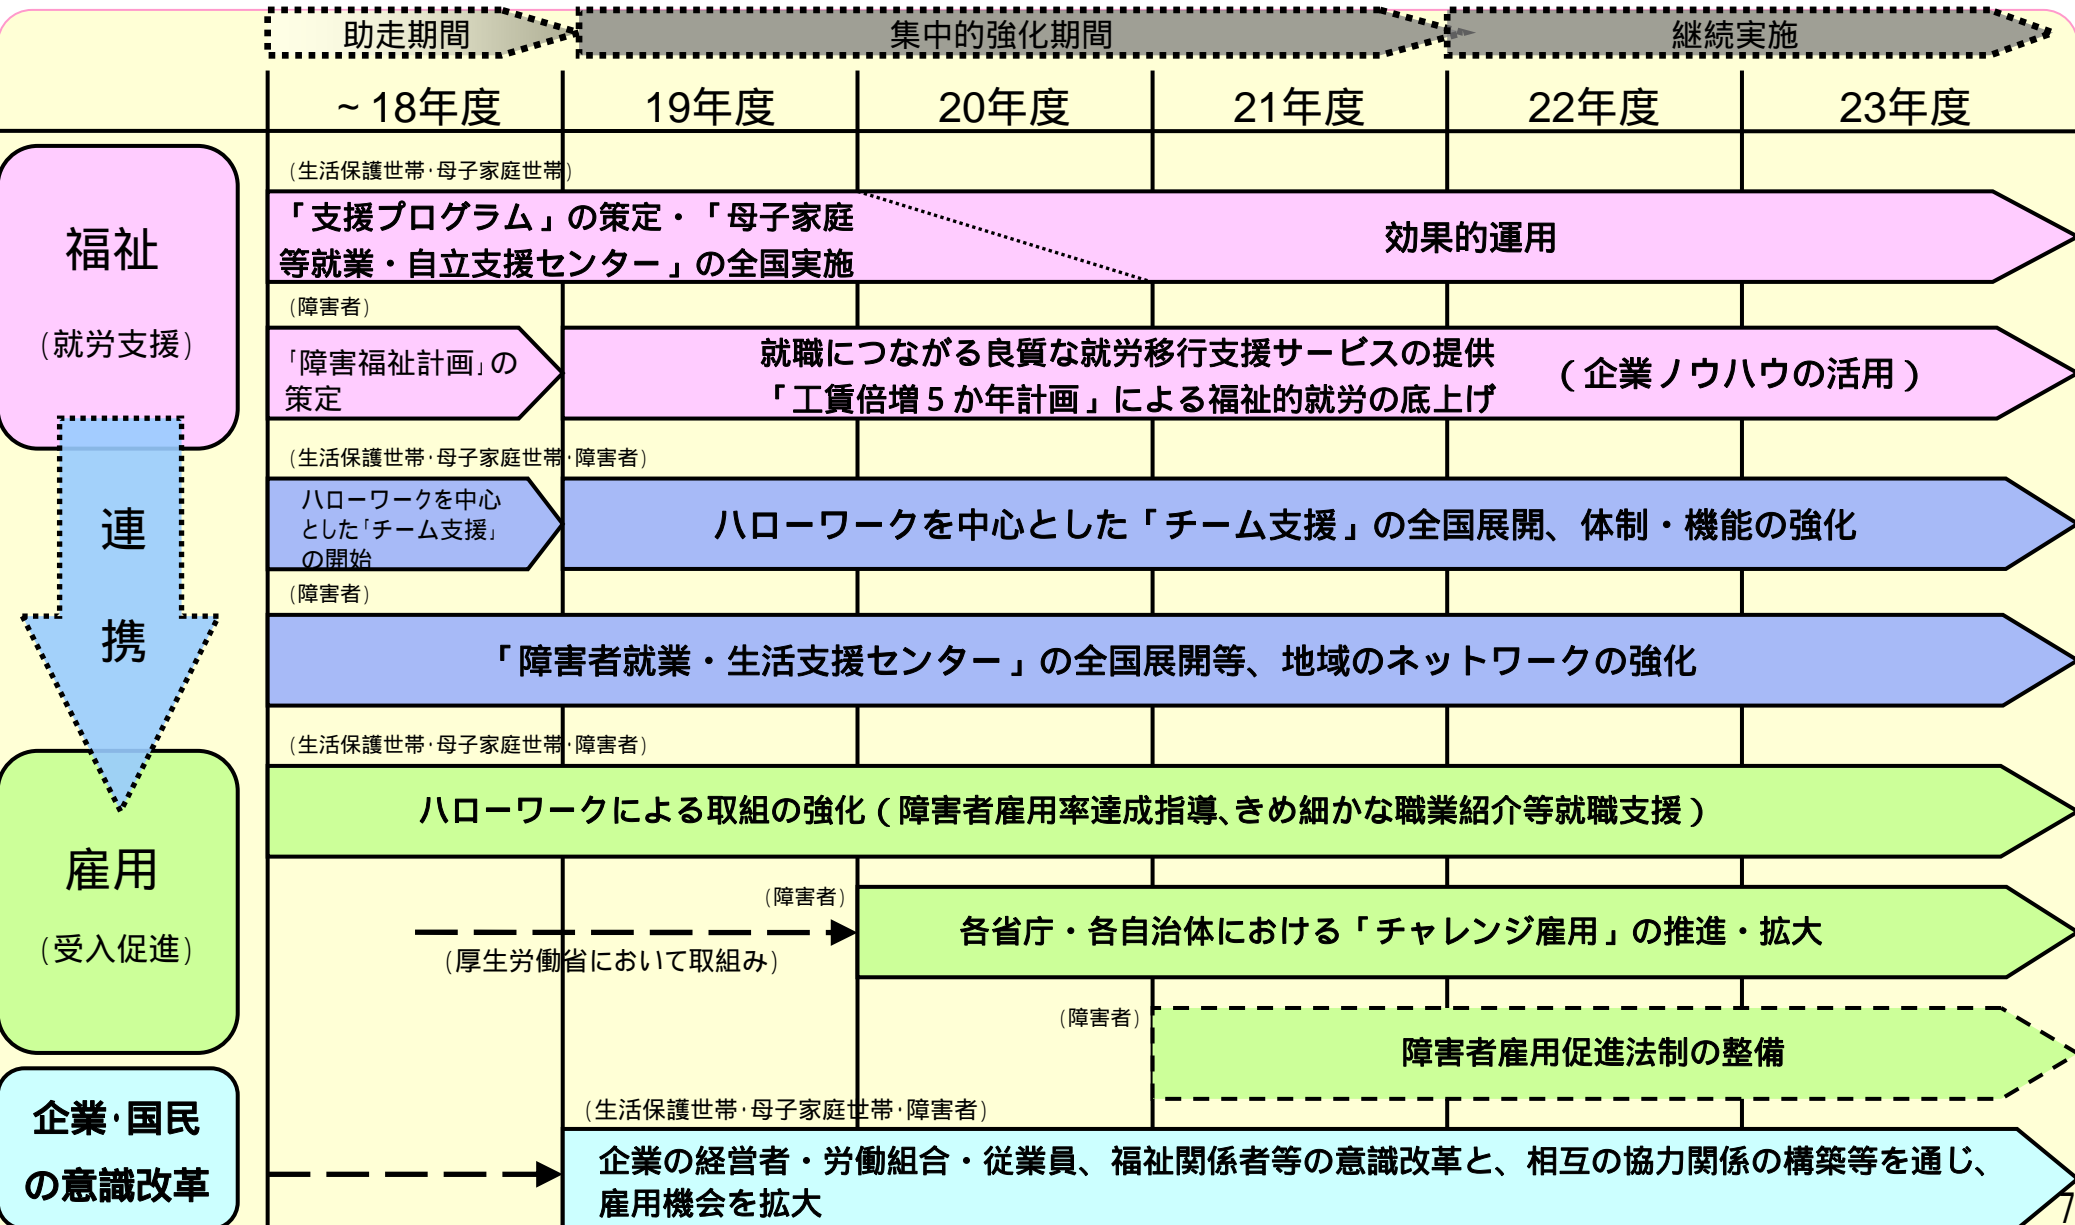 助走期間
集中的強化期間
継続実施
~18年度
19年度
20年度
21年度
22年度
23年度
福祉
(就労支援)
(生活保護世帯・母子家庭世帯)
「支援プログラム」の策定・「母子家庭
等就業・自立支援センター」の全国実施
効果的運用
(障害者)
「障害福祉計画」の
策定
就職につながる良質な就労移行支援サービスの提供
「工賃倍増5か年計画」による福祉的就労の底上げ
(企業ノウハウの活用)
連
携
(生活保護世帯・母子家庭世帯・障害者)
ハローワークを中心
とした「チーム支援」
の開始
ハローワークを中心とした「チーム支援」の全国展開、体制・機能の強化
(障害者)
「障害者就業・生活支援センター」の全国展開等、地域のネットワークの強化
雇用
(受入促進)
(生活保護世帯・母子家庭世帯・障害者)
ハローワークによる取組の強化(障害者雇用率達成指導、きめ細かな職業紹介等就職支援)
(障害者)
(厚生労働省において取組み)
各省庁・各自治体における「チャレンジ雇用」の推進・拡大
(障害者)
障害者雇用促進法制の整備
企業・国民
の意識改革
(生活保護世帯・母子家庭世帯・障害者)
企業の経営者・労働組合・従業員、福祉関係者等の意識改革と、相互の協力関係の構築等を通じ、
雇用機会を拡大
7